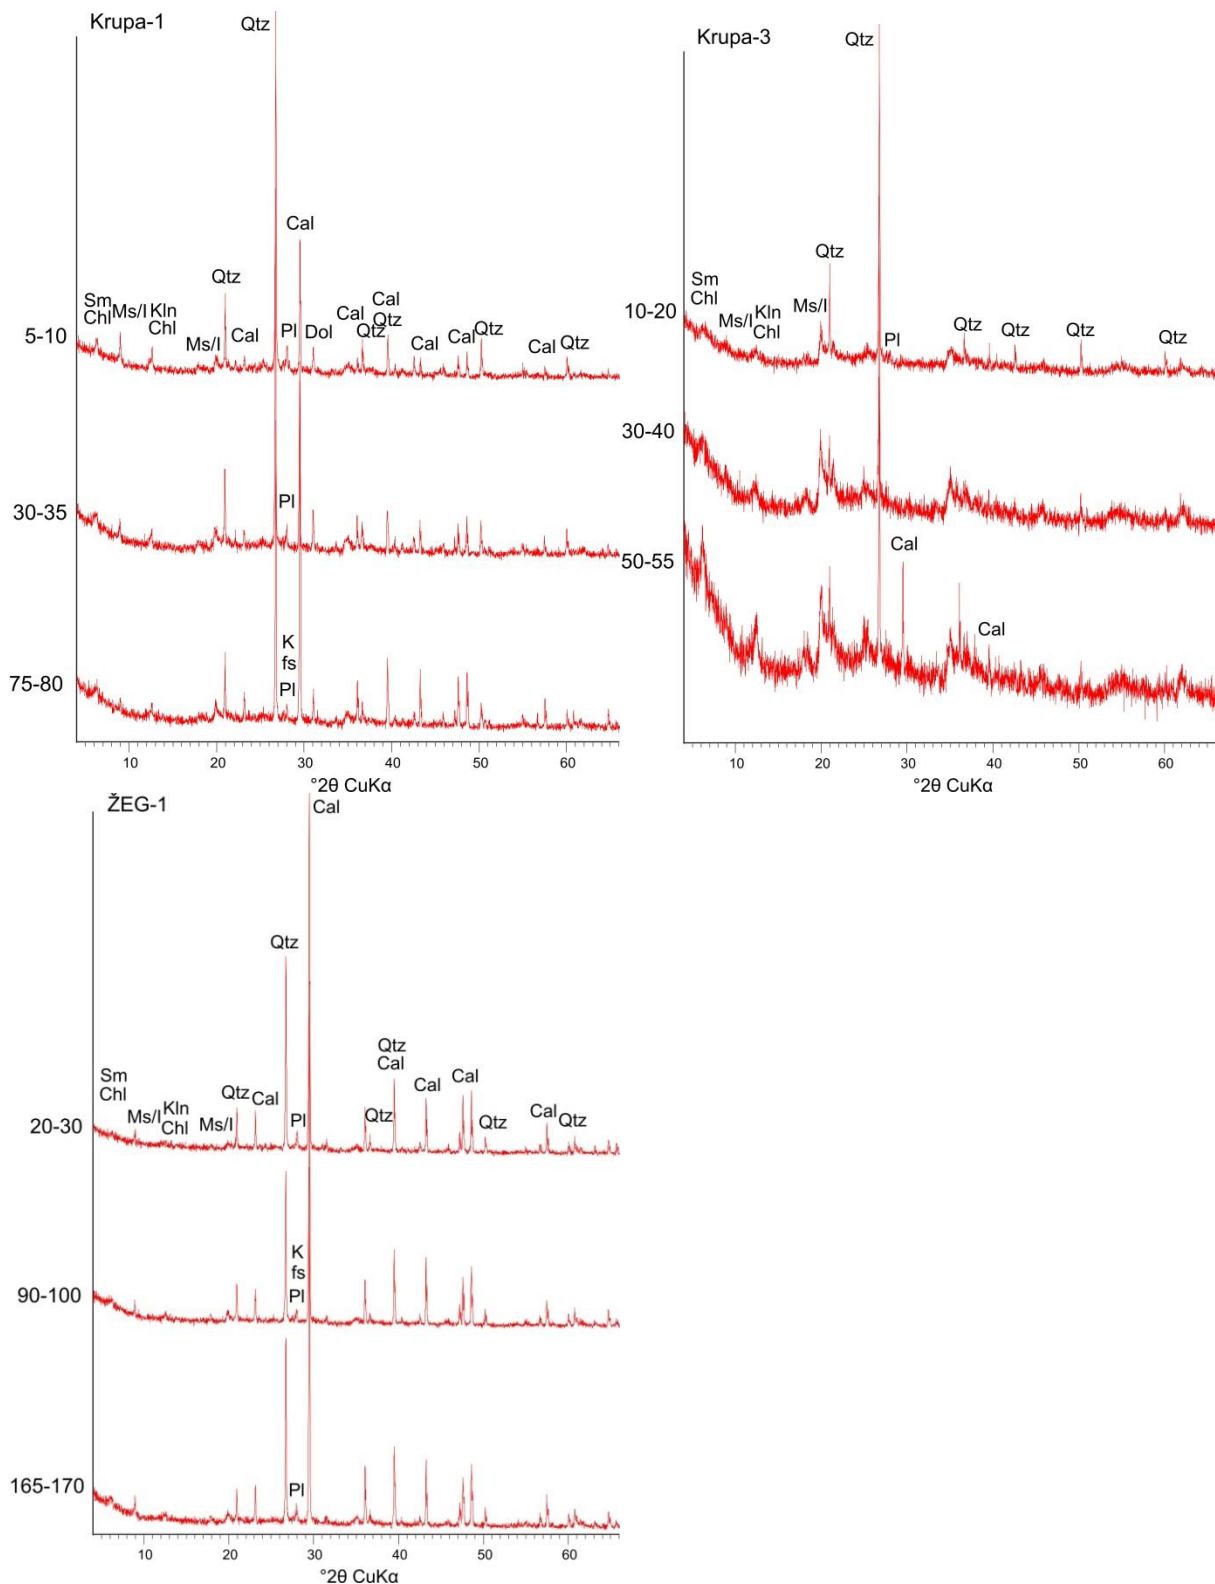 Krupa-1
Qtz
Cal
Qtz
Sm
Chl
Ms/I
Kln
Chl
Ms/I
Cal
Pl
Dol
Cal
Cal
Qtz
Qtz
Cal
Cal
Qtz
Cal
Qtz
5-10
Pl
30-35
K
fs
Pl
75-80
10 20 30 40 50 60
°2θ CuKα
Krupa-3
Qtz
Qtz
Sm
Chl
Ms/I
Kln
Chl
Ms/I
Pl
Qtz
Qtz
Qtz
Qtz
10-20
30-40
50-55
Cal
Cal
10 20 30 40 50 60
°2θ CuKα
ŽEG-1
Cal
Qtz
Sm
Chl
Ms/I
Kln
Chl
Ms/I
Qtz
Cal
Pl
Qtz
Qtz
Cal
Cal
Cal
Qtz
Cal
Qtz
20-30
K
fs
Pl
90-100
Pl
165-170
10 20 30 40 50 60
°2θ CuKα